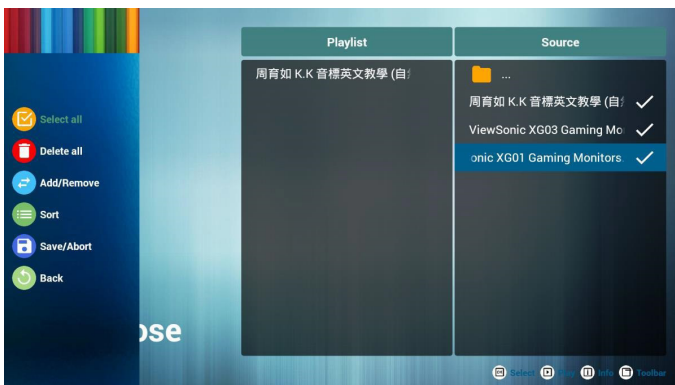 Playlist
Source
周育如 K.K 音標英文教學 (自
...
周育如 K.K 音標英文教學 (自
ViewSonic XG03 Gaming Mo
onic XG01 Gaming Monitors
Select all
Delete all
Add/Remove
Sort
Save/Abort
Back
ose
Select
Info
Toolbar